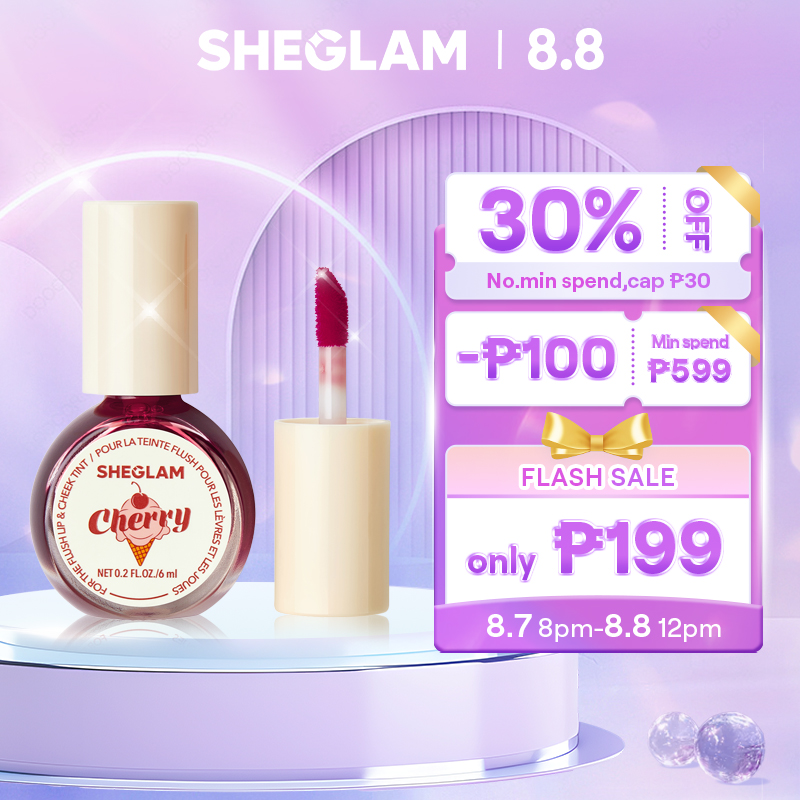 SHEGLAM | 8.8
30% OFF
No.min spend,cap ₱30
-₱100
Min spend
₱599
FLASH SALE
only ₱199
8.7 8pm-8.8 12pm
FOR THE FLUSH LIP & CHEEK TINT / POUR LA TEINTE FLUSH POUR LES LÈVRES ET LES JOUES
SHEGLAM
Cherry
NET 0.2 FL.OZ./6 ml